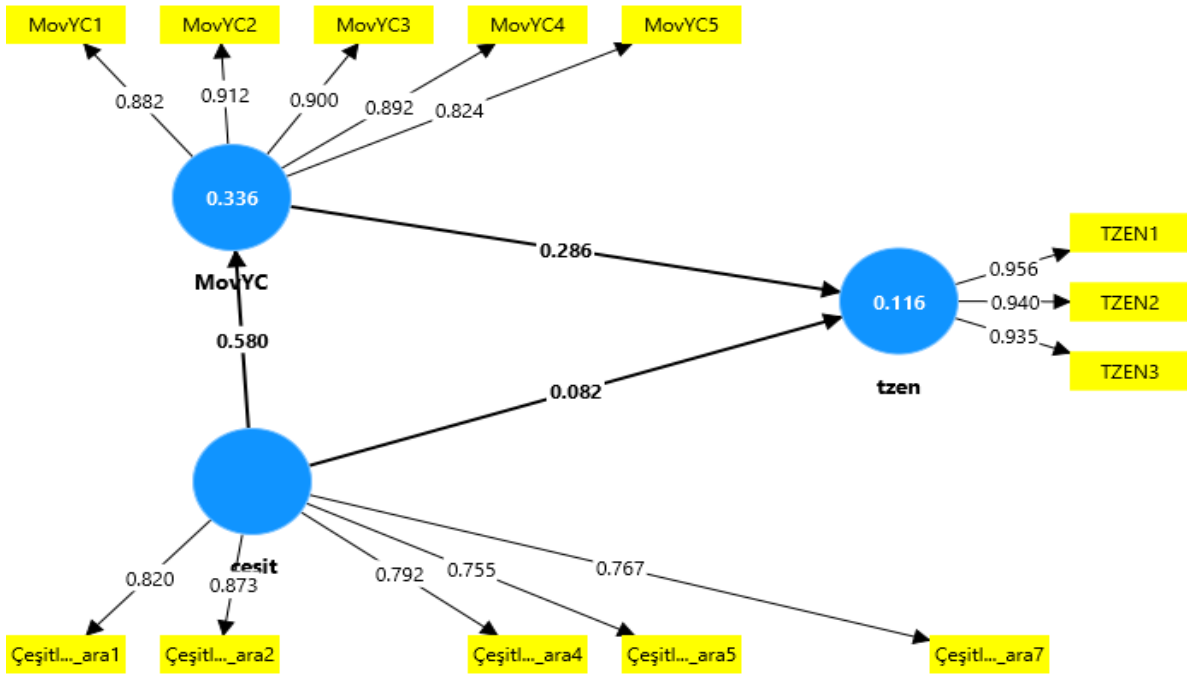 MovYC1 MovYC2 MovYC3 MovYC4 MovYC5
0.882 0.912 0.900 0.892 0.824
0.336
MovYC
0.286
TZEN1
0.956
0.116
0.940
TZEN2
0.935
TZEN3
tzen
0.580
0.082
çeşit
0.820 0.873 0.792 0.755 0.767
Çeşitl..._ara1 Çeşitl..._ara2 Çeşitl..._ara4 Çeşitl..._ara5 Çeşitl..._ara7